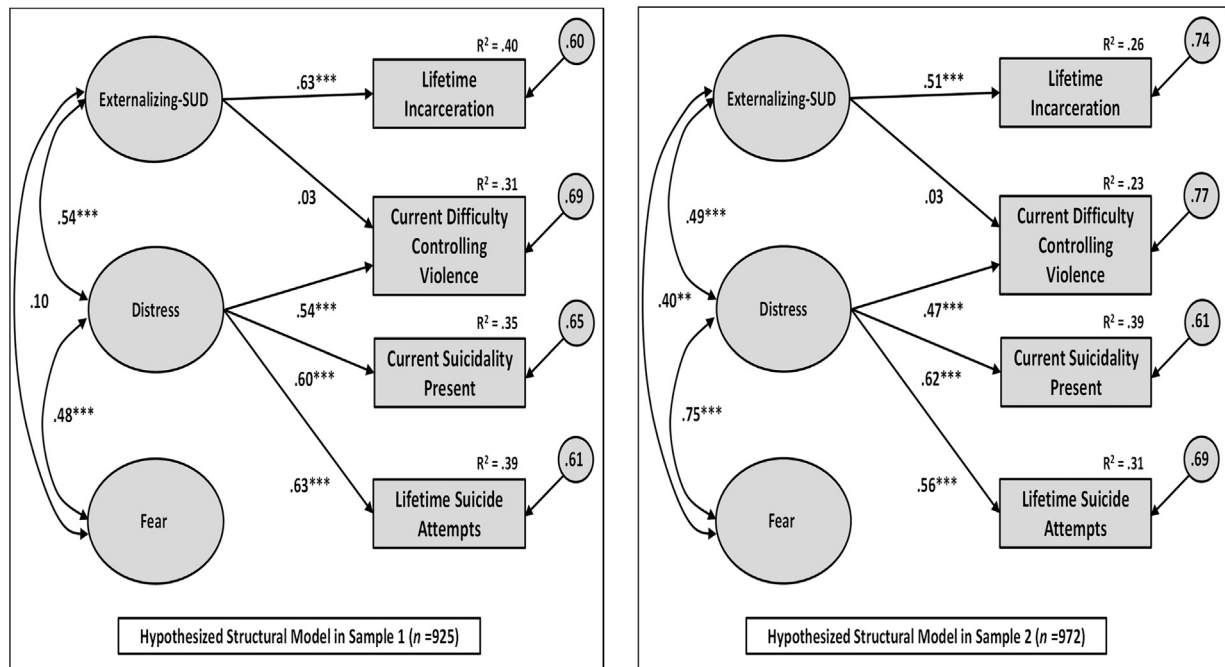 R² = .40
.60
Externalizing-SUD
.63***
Lifetime
Incarceration
R² = .31
.69
.03
Current Difficulty
Controlling
Violence
.54***
.10
Distress
.54***
R² = .35
.65
Current Suicidality
Present
.60***
.48***
R² = .39
.61
.63***
Fear
Lifetime Suicide
Attempts
Hypothesized Structural Model in Sample 1 (n =925)
R² = .26
.74
Externalizing-SUD
.51***
Lifetime
Incarceration
R² = .23
.77
.03
Current Difficulty
Controlling
Violence
.49***
.40**
Distress
.47***
R² = .39
.61
Current Suicidality
Present
.62***
.75***
R² = .31
.69
.56***
Fear
Lifetime Suicide
Attempts
Hypothesized Structural Model in Sample 2 (n =972)